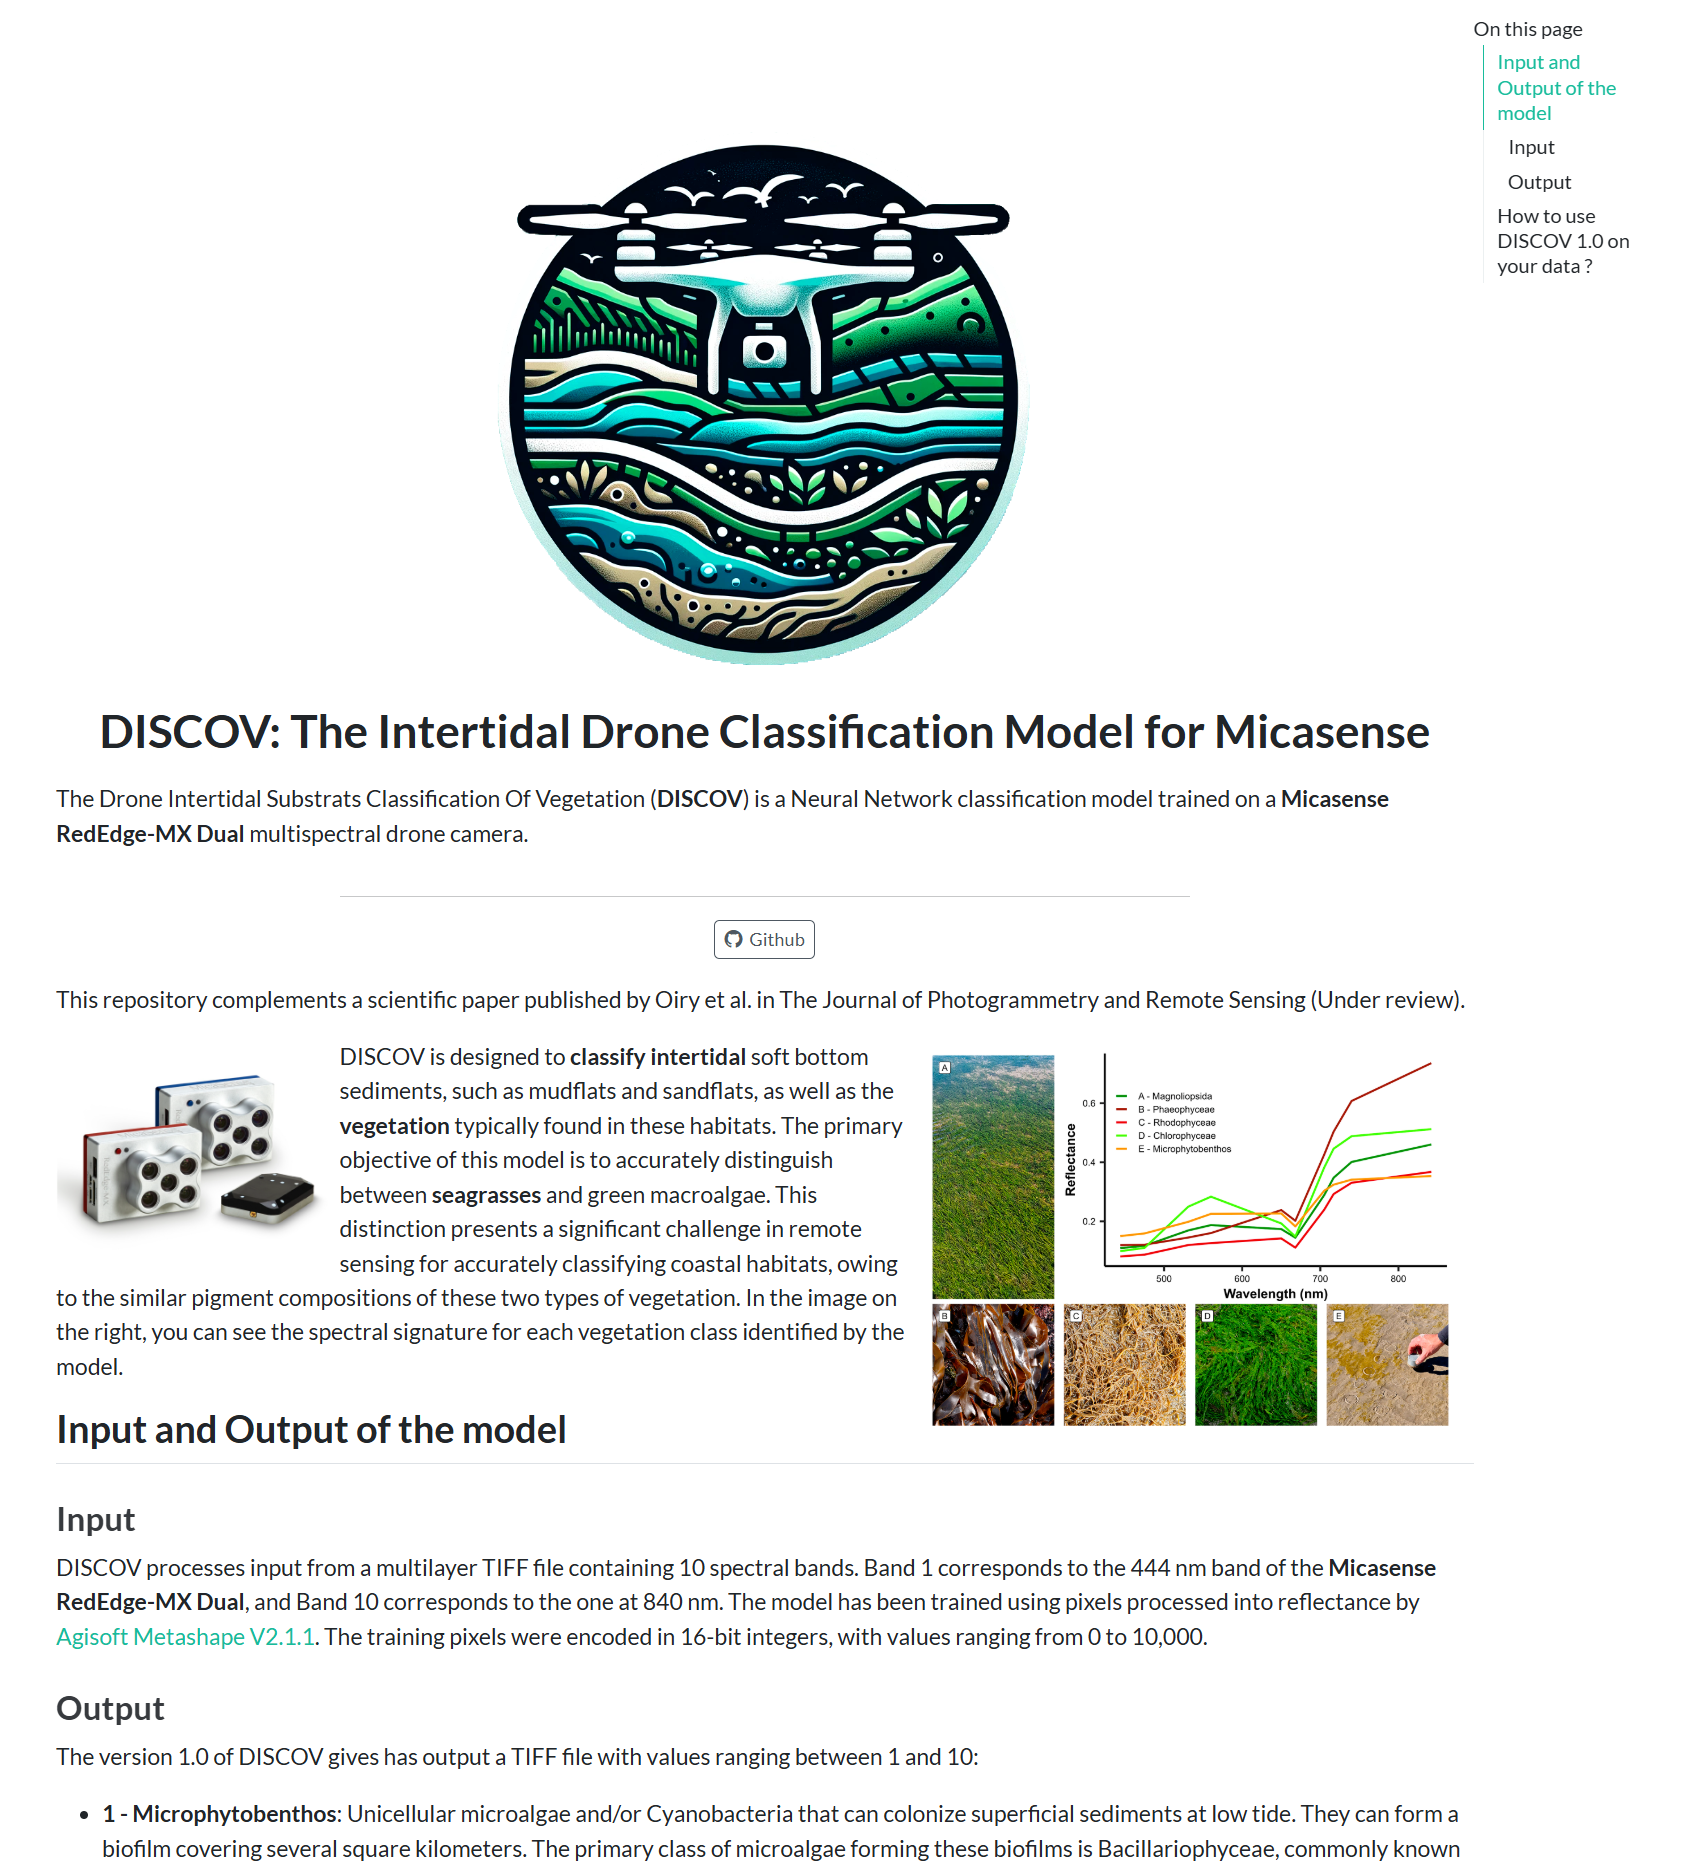 On this page
Input and
Output of the
model
Input
Output
How to use
DISCOV 1.0 on
your data ?
DISCOV: The Intertidal Drone Classification Model for Micasense
The Drone Intertidal Substrats Classification Of Vegetation (DISCOV) is a Neural Network classification model trained on a Micasense
RedEdge-MX Dual multispectral drone camera.
Github
This repository complements a scientific paper published by Oiry et al. in The Journal of Photogrammetry and Remote Sensing (Under review).
DISCOV is designed to classify intertidal soft bottom
sediments, such as mudflats and sandflats, as well as the
vegetation typically found in these habitats. The primary
objective of this model is to accurately distinguish
between seagrasses and green macroalgae. This
distinction presents a significant challenge in remote
sensing for accurately classifying coastal habitats, owing
to the similar pigment compositions of these two types of vegetation. In the image on
the right, you can see the spectral signature for each vegetation class identified by the
model.
A
A - Magnoliopsida
B - Phaeophyceae
C - Rhodophyceae
D - Chlorophyceae
E - Microphytobenthos
Reflectance
0.6
0.4
0.2
500 600 700 800
Wavelength (nm)
B
C
D
E
Input and Output of the model
Input
DISCOV processes input from a multilayer TIFF file containing 10 spectral bands. Band 1 corresponds to the 444 nm band of the Micasense
RedEdge-MX Dual, and Band 10 corresponds to the one at 840 nm. The model has been trained using pixels processed into reflectance by
Agisoft Metashape V2.1.1. The training pixels were encoded in 16-bit integers, with values ranging from 0 to 10,000.
Output
The version 1.0 of DISCOV gives has output a TIFF file with values ranging between 1 and 10:
• 1 - Microphytobenthos: Unicellular microalgae and/or Cyanobacteria that can colonize superficial sediments at low tide. They can form a
biofilm covering several square kilometers. The primary class of microalgae forming these biofilms is Bacillariophyceae, commonly known